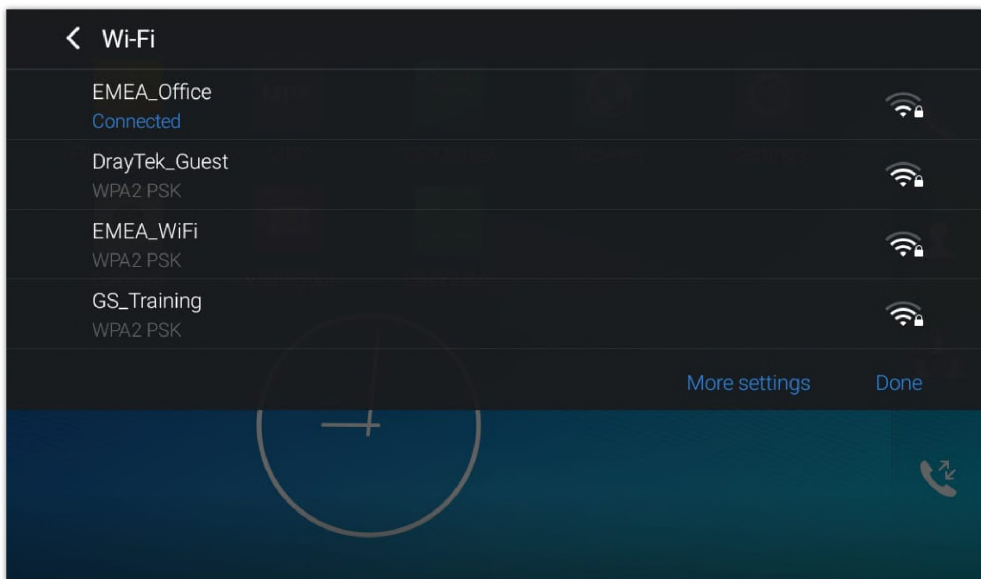 Wi-Fi
EMEA_Office
Connected
DrayTek_Guest
WPA2 PSK
EMEA_WiFi
WPA2 PSK
GS_Training
WPA2 PSK
More settings
Done